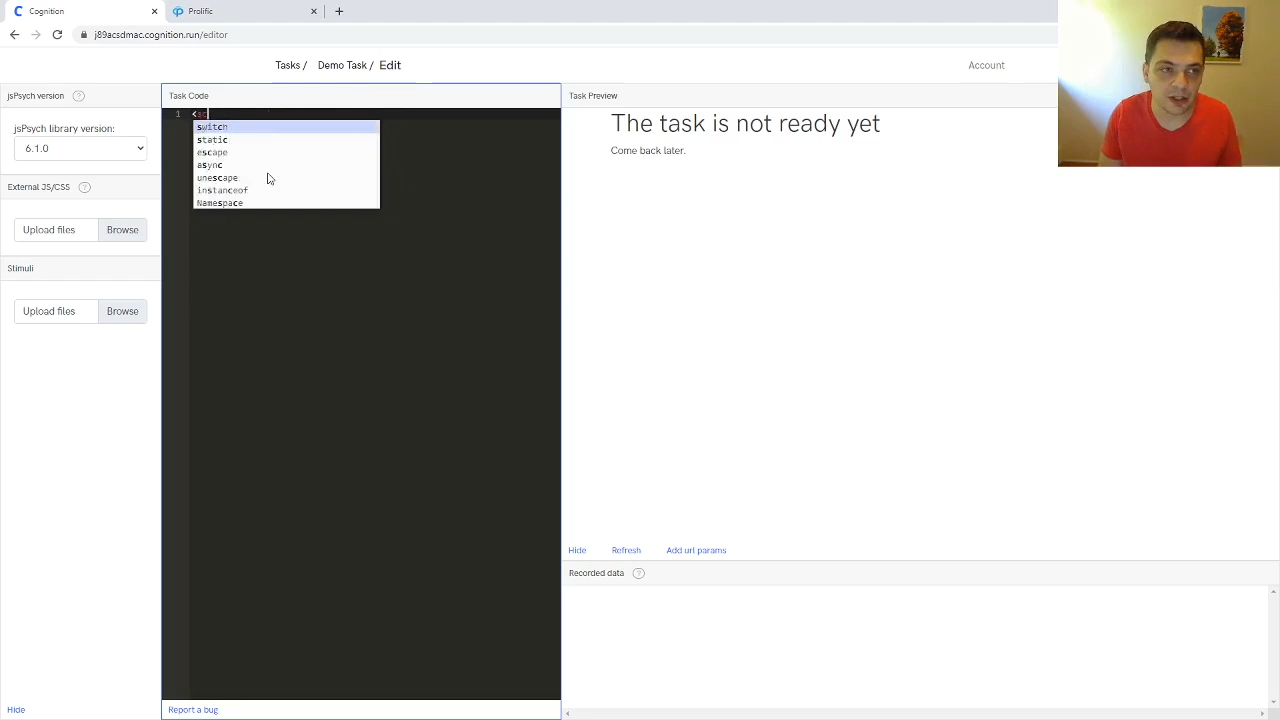 Cognition
Prolific
j89acsdmac.cognition.run/editor
Tasks / Demo Task / Edit
Account
jsPsych version ?
jsPsych library version:
6.1.0
External JS/CSS ?
Upload files Browse
Stimuli
Upload files Browse
Hide
Task Code
1 <sc
switch
static
escape
async
unescape
instanceof
Namespace
Report a bug
Task Preview
The task is not ready yet
Come back later.
Hide Refresh Add url params
Recorded data ?